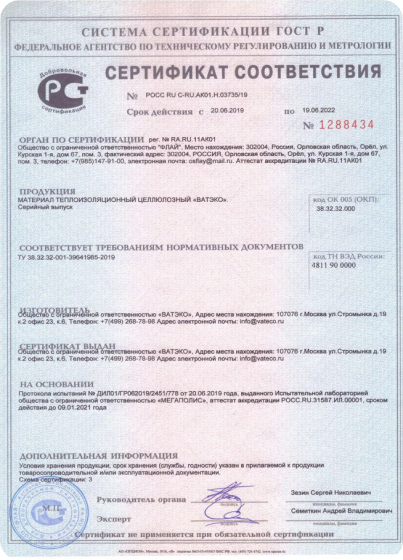 СИСТЕМА СЕРТИФИКАЦИИ ГОСТ Р
ФЕДЕРАЛЬНОЕ АГЕНТСТВО ПО ТЕХНИЧЕСКОМУ РЕГУЛИРОВАНИЮ И МЕТРОЛОГИИ
Добровольная
сертификация
СЕРТИФИКАТ СООТВЕТСТВИЯ
№ РОСС RU C-RU.АК01.Н.03735/19
Срок действия с 20.06.2019 по 19.06.2022
№ 1288434
ОРГАН ПО СЕРТИФИКАЦИИ рег. № RA.RU.11АК01
Общество с ограниченной ответственностью "ФЛАЙ". Место нахождения: 302004, Россия, Орловская область, Орёл, ул.
Курская 1-я, дом 67, пом. 3, фактический адрес: 302004, РОССИЯ, Орловская область, Орел, ул. Курская 1-я, дом 67,
пом. 3, телефон: +7(985)147-91-00, электронная почта: osflay@mail.ru. Аттестат аккредитации № RA.RU.11АК01
ПРОДУКЦИЯ
МАТЕРИАЛ ТЕПЛОИЗОЛЯЦИОННЫЙ ЦЕЛЛЮЛОЗНЫЙ «ВАТЭКО».
Серийный выпуск
код ОК 005 (ОКП):
38.32.32.000
СООТВЕТСТВУЕТ ТРЕБОВАНИЯМ НОРМАТИВНЫХ ДОКУМЕНТОВ
ТУ 38.32.32-001-39641985-2019
код ТН ВЭД России:
4811 90 0000
ИЗГОТОВИТЕЛЬ
Общество с ограниченной ответственностью «ВАТЭКО», Адрес места нахождения: 107076 г.Москва ул.Стромынка д.19
к.2 офис 23, к.6, Телефон: +7(499) 268-78-98 Адрес электронной почты: info@vateco.ru
СЕРТИФИКАТ ВЫДАН
Общество с ограниченной ответственностью «ВАТЭКО», Адрес места нахождения: 107076 г.Москва ул.Стромынка д.19
к.2 офис 23, к.6, Телефон: +7(499) 268-78-98 Адрес электронной почты: info@vateco.ru
НА ОСНОВАНИИ
Протокола испытаний № ДИЛ01/ГР062019/2451/778 от 20.06.2019 года, выданного Испытательной лабораторией
общества с ограниченной ответственностью «МЕГАПОЛИС», аттестат аккредитации РОСС.RU.31587.ИЛ.00001, сроком
действия до 09.01.2021 года
ДОПОЛНИТЕЛЬНАЯ ИНФОРМАЦИЯ
Условия хранения продукции, срок хранения (службы, годности) указан в прилагаемой к продукции
товаросопроводительной и/или эксплуатационной документации.
Схема сертификации: 3
Руководитель органа
Зезин Сергей Николаевич
М.П.
Эксперт
Семиткин Андрей Владимирович
Сертификат не применяется при обязательной сертификации